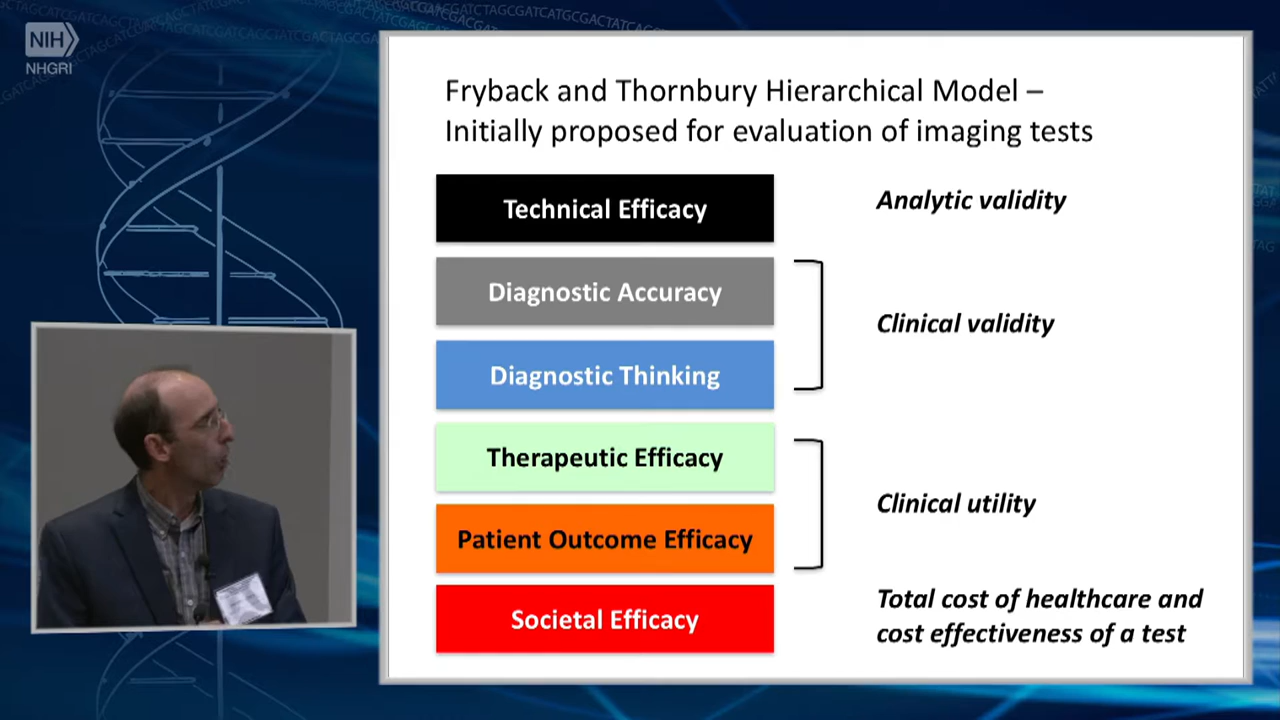 NIH
NHGRI
Fryback and Thornbury Hierarchical Model –
Initially proposed for evaluation of imaging tests
Technical Efficacy
Analytic validity
Diagnostic Accuracy
Clinical validity
Diagnostic Thinking
Therapeutic Efficacy
Clinical utility
Patient Outcome Efficacy
Societal Efficacy
Total cost of healthcare and
cost effectiveness of a test